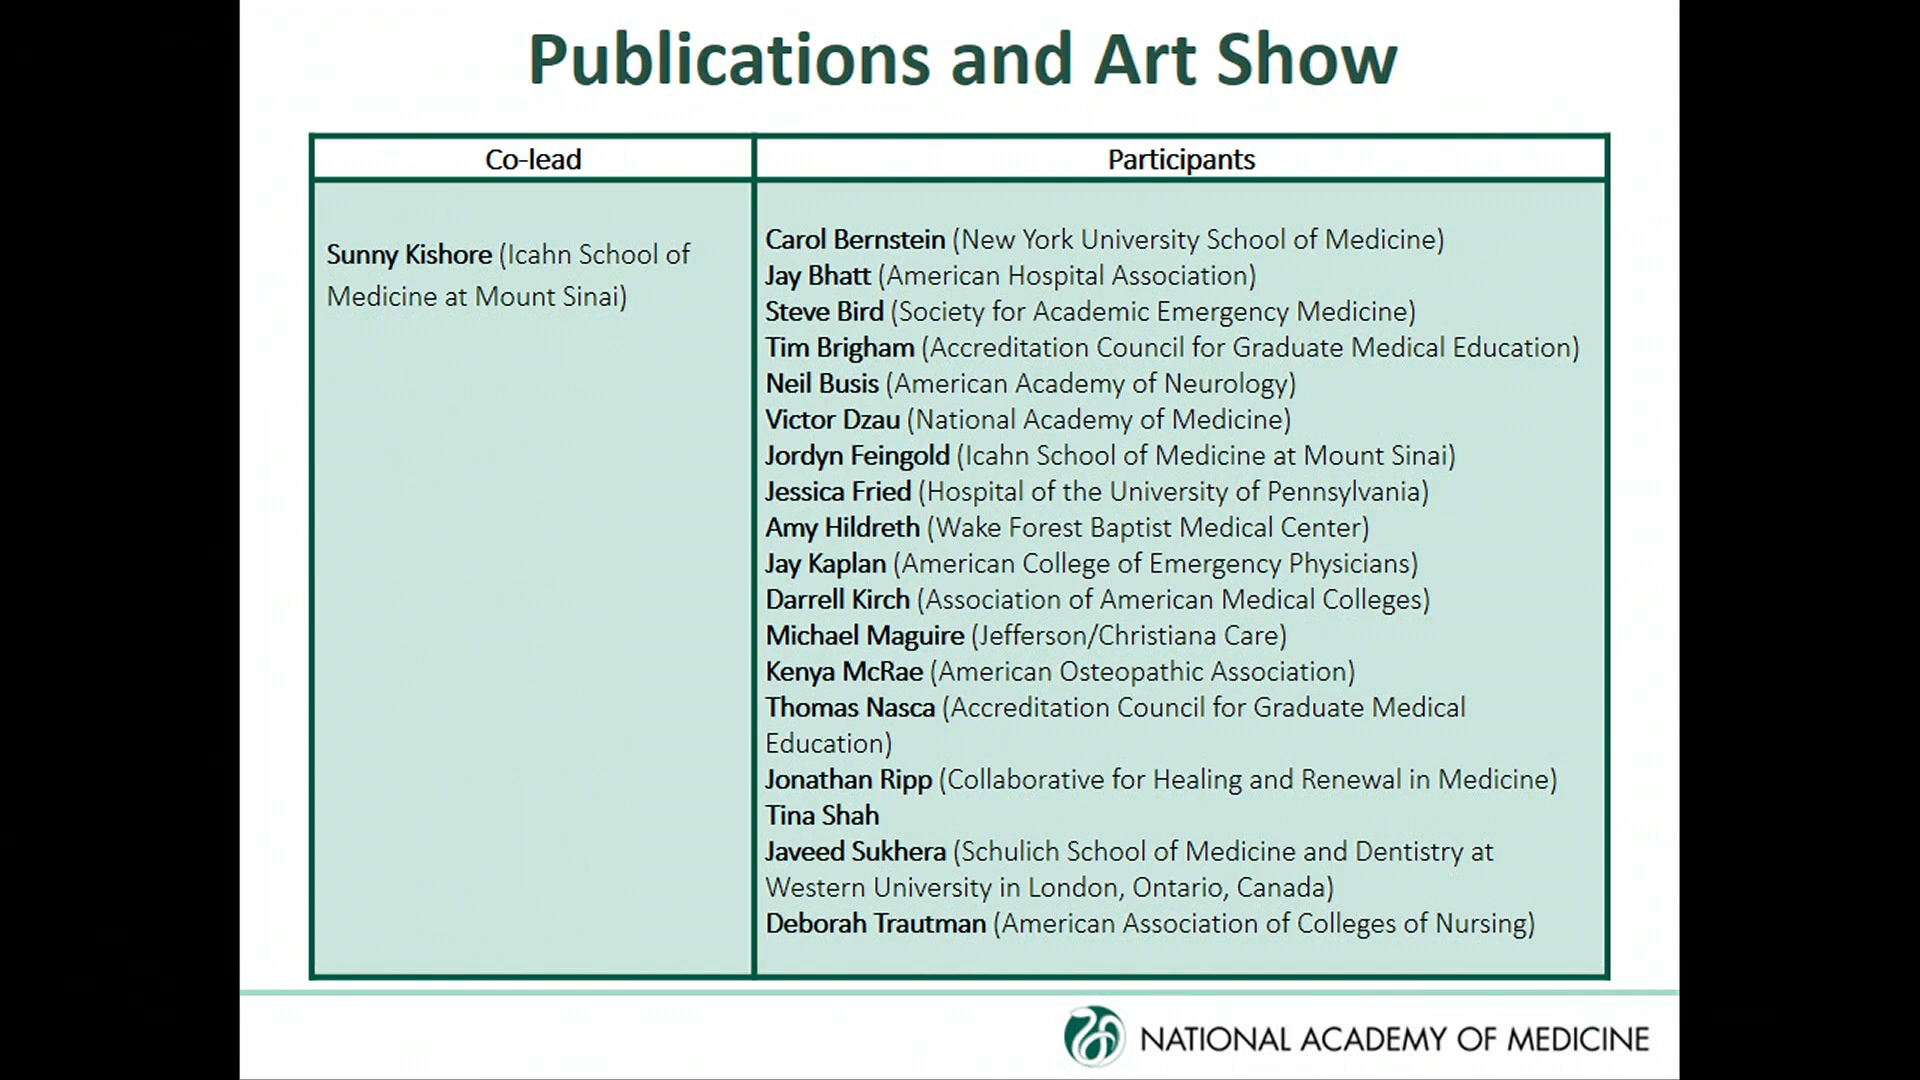 Publications and Art Show
Co-lead
Participants
Sunny Kishore (Icahn School of
Medicine at Mount Sinai)
Carol Bernstein (New York University School of Medicine)
Jay Bhatt (American Hospital Association)
Steve Bird (Society for Academic Emergency Medicine)
Tim Brigham (Accreditation Council for Graduate Medical Education)
Neil Busis (American Academy of Neurology)
Victor Dzau (National Academy of Medicine)
Jordyn Feingold (Icahn School of Medicine at Mount Sinai)
Jessica Fried (Hospital of the University of Pennsylvania)
Amy Hildreth (Wake Forest Baptist Medical Center)
Jay Kaplan (American College of Emergency Physicians)
Darrell Kirch (Association of American Medical Colleges)
Michael Maguire (Jefferson/Christiana Care)
Kenya McRae (American Osteopathic Association)
Thomas Nasca (Accreditation Council for Graduate Medical
Education)
Jonathan Ripp (Collaborative for Healing and Renewal in Medicine)
Tina Shah
Javeed Sukhera (Schulich School of Medicine and Dentistry at
Western University in London, Ontario, Canada)
Deborah Trautman (American Association of Colleges of Nursing)
NATIONAL ACADEMY OF MEDICINE